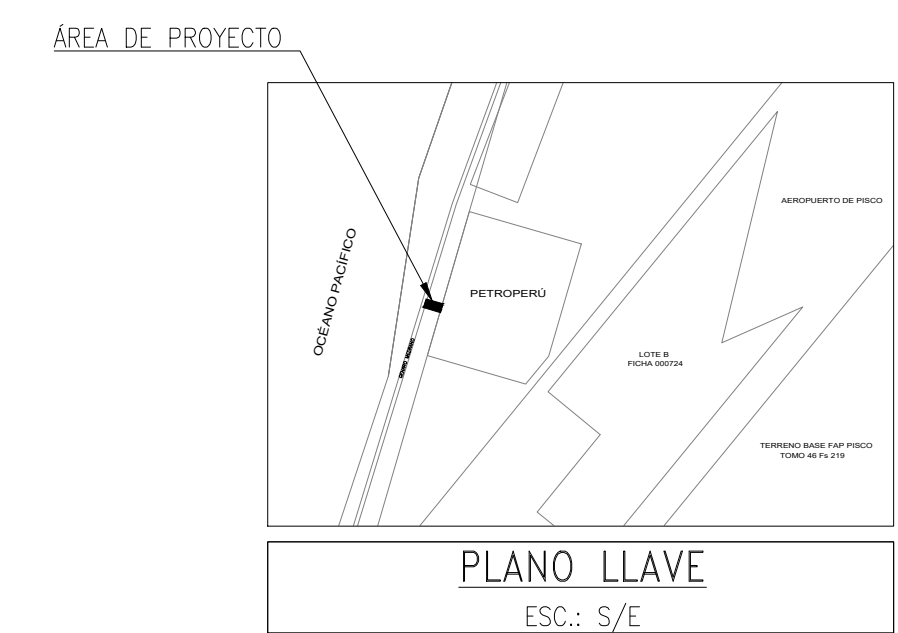 ÁREA DE PROYECTO
AEROPUERTO DE PISCO
OCÉANO PACÍFICO
PETROPERÚ
LOTE B
FICHA 000724
TERRENO BASE FAP PISCO
TOMO 46 Fs 219
PLANO LLAVE
ESC.: S/E